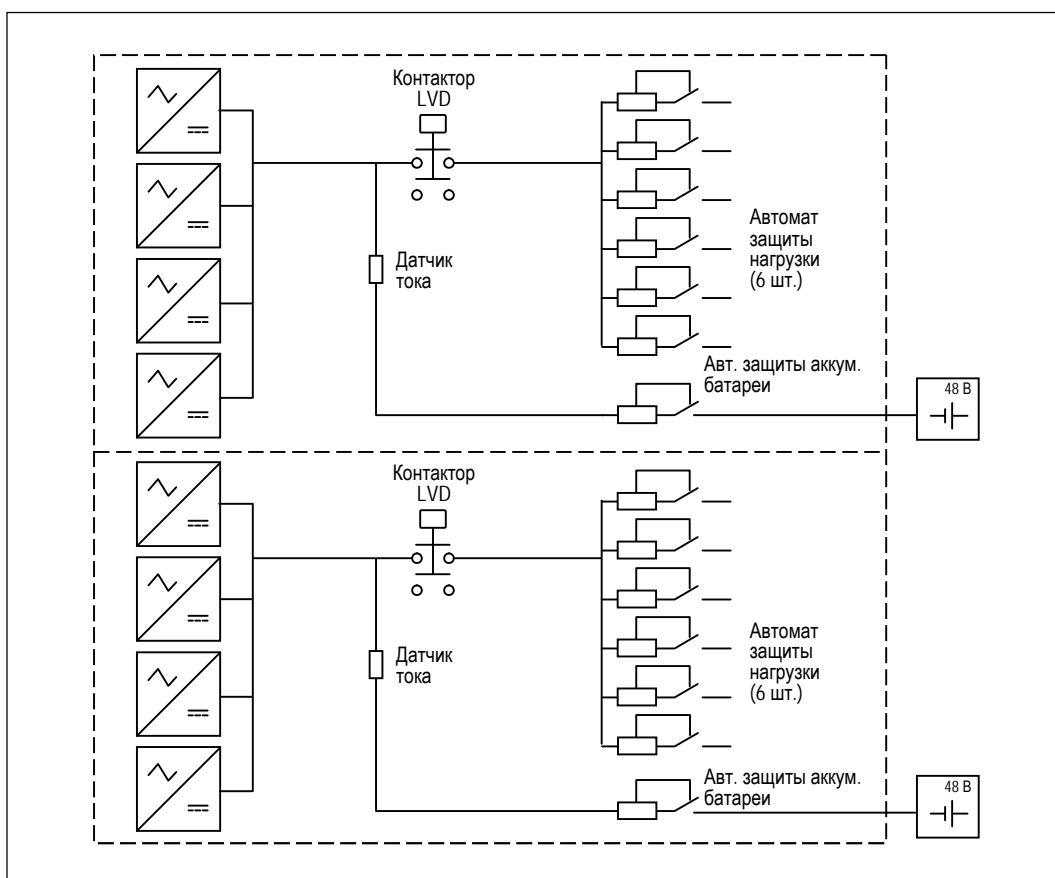 Контактор
LVD
Датчик
тока
Автомат
защиты
нагрузки
(6 шт.)
Авт. защиты аккум.
батареи
48 В
Контактор
LVD
Датчик
тока
Автомат
защиты
нагрузки
(6 шт.)
Авт. защиты аккум.
батареи
48 В